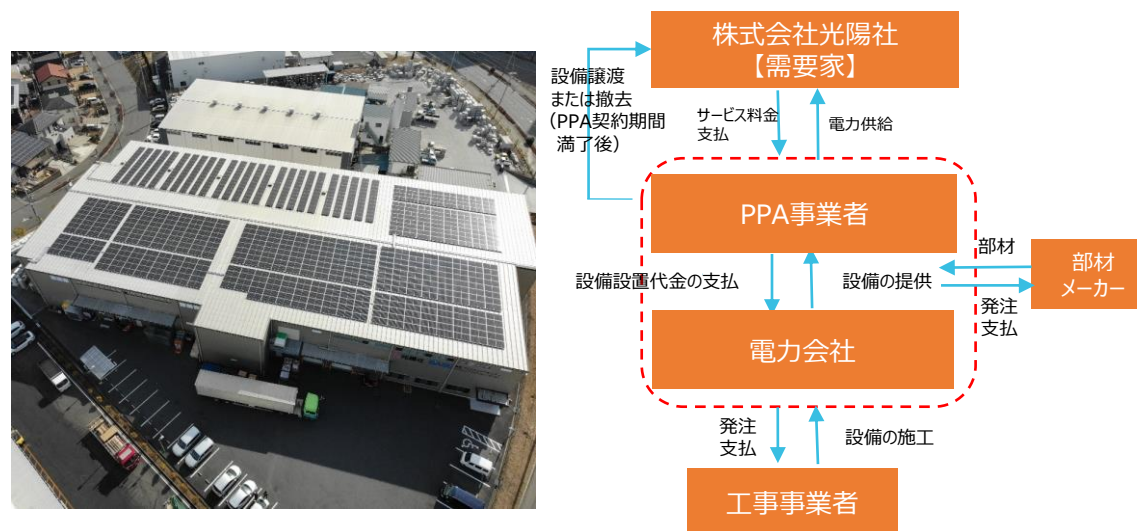 株式会社光陽社
【需要家】
設備譲渡
または撤去
（PPA契約期間
満了後）
サービス料金
支払
電力供給
PPA事業者
部材
部材
メーカー
設備設置代金の支払
設備の提供
発注
支払
電力会社
発注
支払
設備の施工
工事事業者